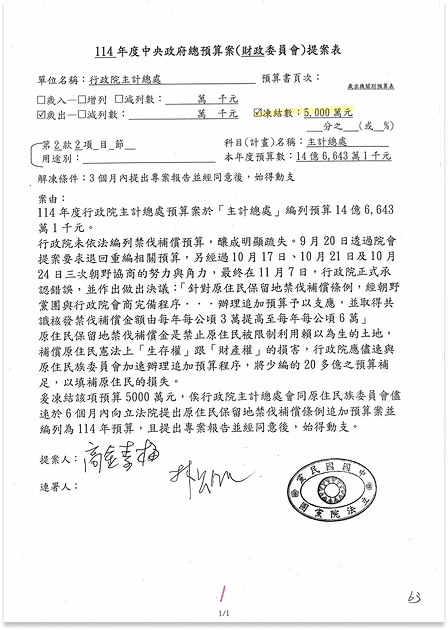 114 年度中央政府總預算案(財政委員會)提案表
單位名稱：行政院主計總處 預算書頁次：
歲出機關別預算表
□歲入—□增列 □減列數： 萬 千元
☑歲出—□減列數： 萬 千元 ☑凍結數：5,000 萬元
__分之__(或__%)
第2款2項_目_節 科目(計畫)名稱：主計總處
用途別： 本年度預算數：14 億 6,643 萬 1 千元
解凍條件：3 個月內提出專案報告並經同意後，始得動支
案由：
114 年度行政院主計總處預算案於「主計總處」編列預算 14 億 6,643
萬 1 千元。
行政院未依法編列禁伐補償預算，釀成明顯疏失。9 月 20 日透過院會
提案要求退回重編相關預算，另經過 10 月 17 日、10 月 21 日及 10
月 24 日三次朝野協商的努力與角力，最終在 11 月 7 日，行政院正式承
認錯誤，並作出做出決議：「針對原住民保留地禁伐補償條例，經朝野
黨團與行政院會商完備程序···辦理追加預算予以支應，並取得共
識核發禁伐補償金額由每年每公頃 3 萬提高至每年每公頃 6 萬」
原住民保留地禁伐補償金是禁止原住民被限制利用賴以為生的土地，
補償原住民憲法上「生存權」跟「財產權」的損害，行政院應儘速與
原住民族委員會加速辦理追加預算程序，將少編的 20 多億之預算補
足，以填補原住民的損失。
爰凍結該項預算 5000 萬元，俟行政院主計總處會同原住民族委員會儘
速於 6 個月內向立法院提出原住民保留地禁伐補償條例追加預算案並
編列為 114 年預算，且提出專案報告並經同意後，始得動支。
提案人：高金素梅
連署人：
中國國民黨
立法院黨團
1
1/1
63